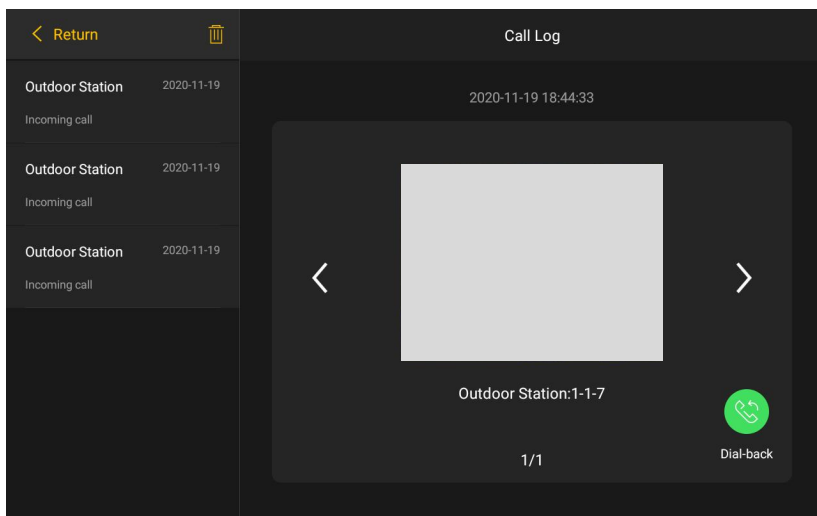 Return
Call Log
Outdoor Station 2020-11-19
Incoming call
Outdoor Station 2020-11-19
Incoming call
Outdoor Station 2020-11-19
Incoming call
2020-11-19 18:44:33
Outdoor Station:1-1-7
1/1
Dial-back